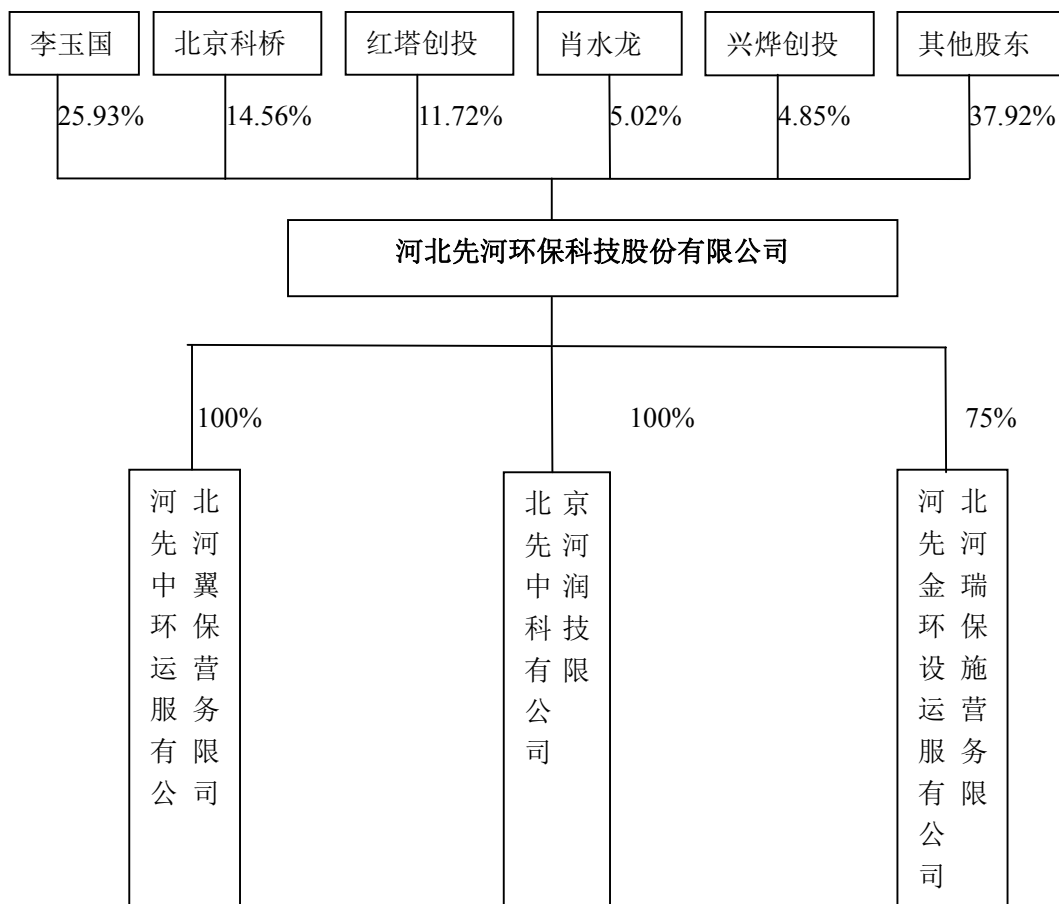 李玉国
北京科桥
红塔创投
肖水龙
兴烨创投
其他股东
25.93%
14.56%
11.72%
5.02%
4.85%
37.92%
河北先河环保科技股份有限公司
100%
100%
75%
河北
先河
中翼
环保
运营
服务
有限
公司
北京
先河
中润
科技
有限
公
司
河北
先河
金瑞
环保
设施
运营
服务
有限
公
司